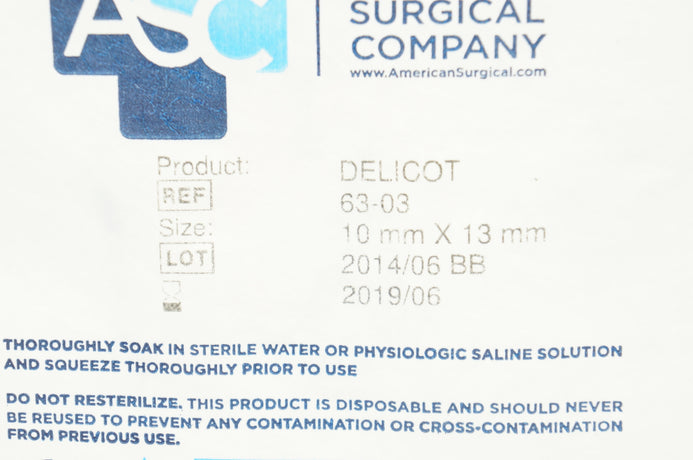 ASC
SURGICAL
COMPANY
www.AmericanSurgical.com
Product: DELICOT
REF 63-03
Size: 10 mm X 13 mm
LOT 2014/06 BB
2019/06
THOROUGHLY SOAK IN STERILE WATER OR PHYSIOLOGIC SALINE SOLUTION
AND SQUEEZE THOROUGHLY PRIOR TO USE
DO NOT RESTERILIZE. THIS PRODUCT IS DISPOSABLE AND SHOULD NEVER
BE REUSED TO PREVENT ANY CONTAMINATION OR CROSS-CONTAMINATION
FROM PREVIOUS USE.